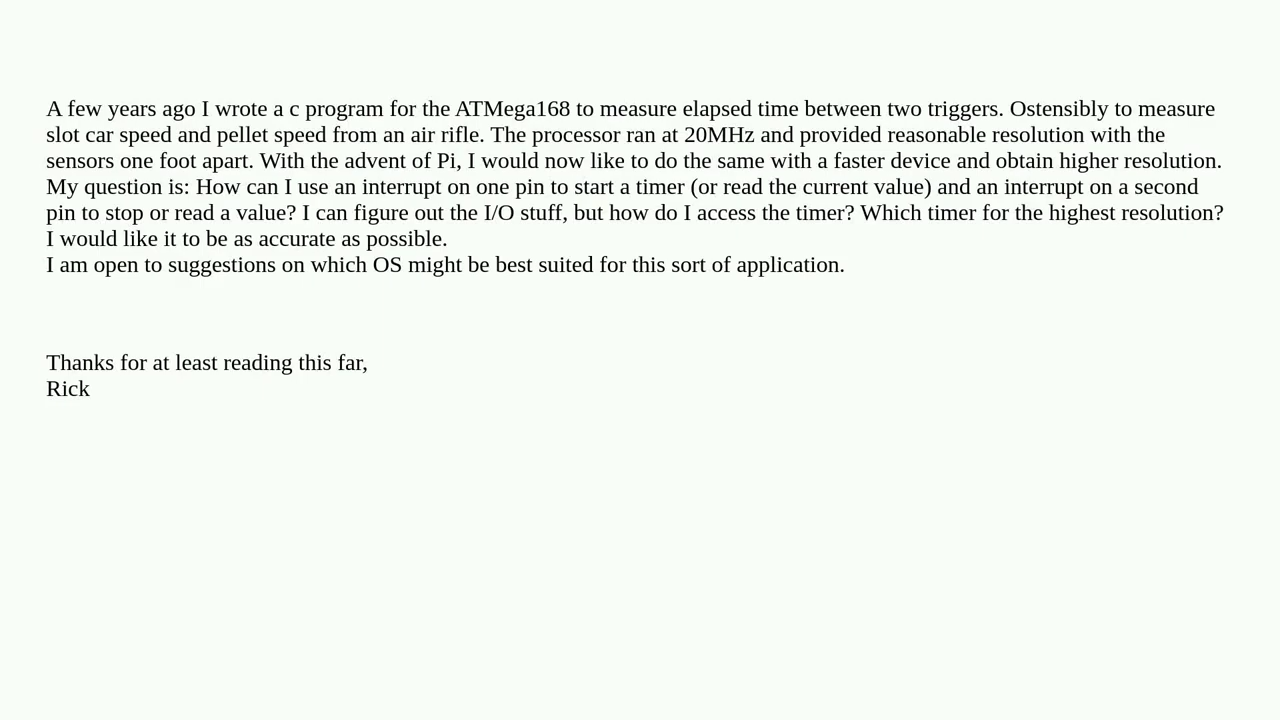 A few years ago I wrote a c program for the ATMega168 to measure elapsed time between two triggers. Ostensibly to measure
slot car speed and pellet speed from an air rifle. The processor ran at 20MHz and provided reasonable resolution with the
sensors one foot apart. With the advent of Pi, I would now like to do the same with a faster device and obtain higher resolution.
My question is: How can I use an interrupt on one pin to start a timer (or read the current value) and an interrupt on a second
pin to stop or read a value? I can figure out the I/O stuff, but how do I access the timer? Which timer for the highest resolution?
I would like it to be as accurate as possible.
I am open to suggestions on which OS might be best suited for this sort of application.
Thanks for at least reading this far,
Rick